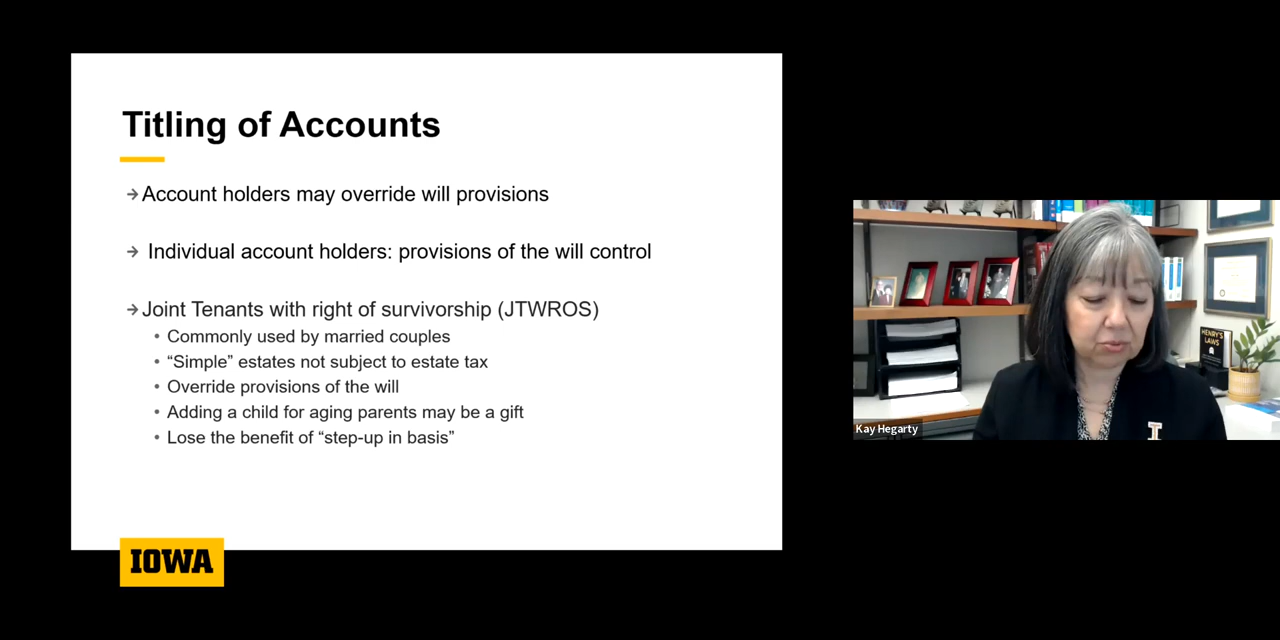 Titling of Accounts
→Account holders may override will provisions
→ Individual account holders: provisions of the will control
→Joint Tenants with right of survivorship (JTWROS)
• Commonly used by married couples
• “Simple” estates not subject to estate tax
• Override provisions of the will
• Adding a child for aging parents may be a gift
• Lose the benefit of “step-up in basis”
IOWA
HENRY'S
LAWS
I
Kay Hegarty